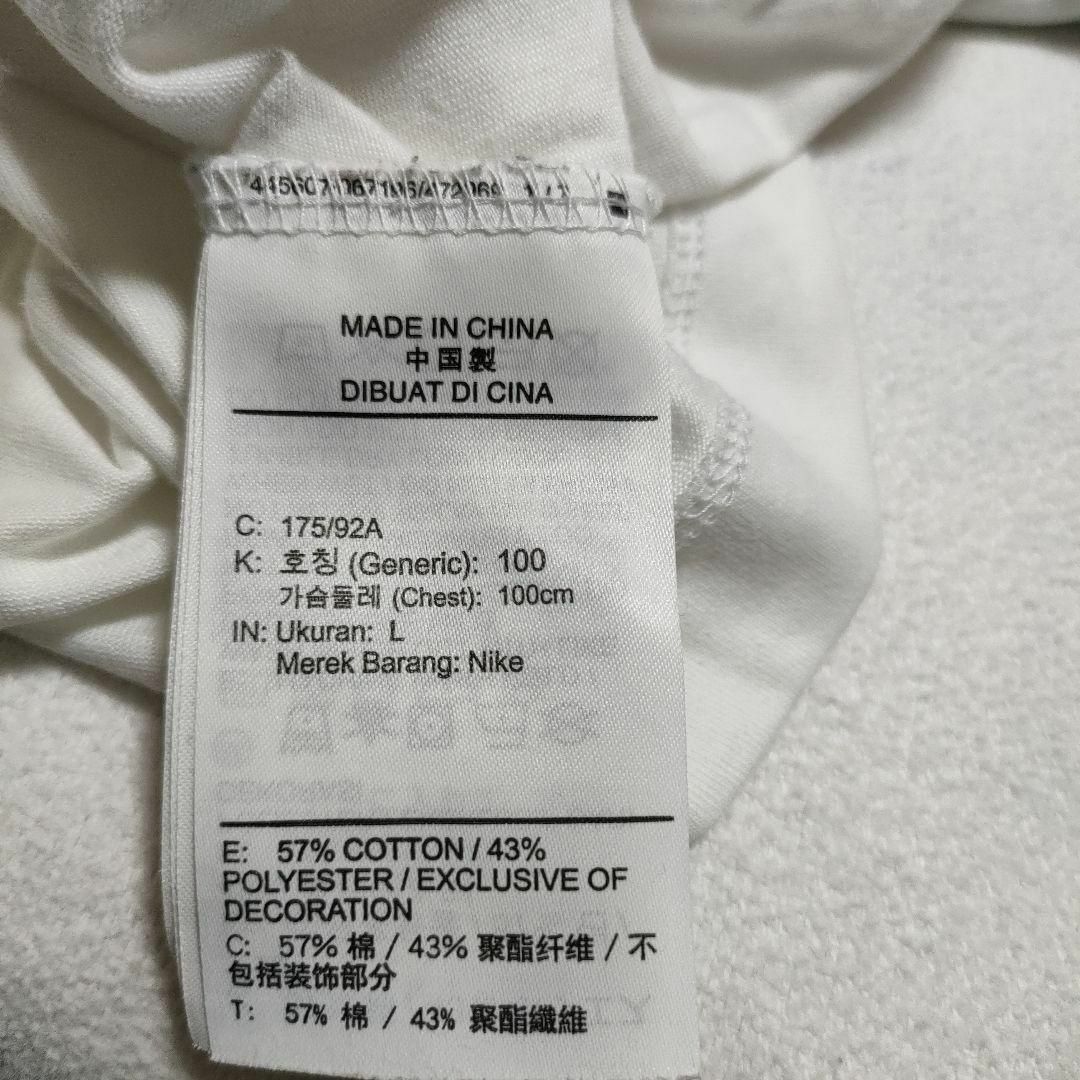 MADE IN CHINA
中国製
DIBUAT DI CINA
C: 175/92A
K: 호칭 (Generic): 100
가슴둘레 (Chest): 100cm
IN: Ukuran: L
Merek Barang: Nike
E: 57% COTTON / 43%
POLYESTER / EXCLUSIVE OF
DECORATION
C: 57% 棉 / 43% 聚酯纤维 / 不
包括装饰部分
T: 57% 棉 / 43% 聚酯纖維